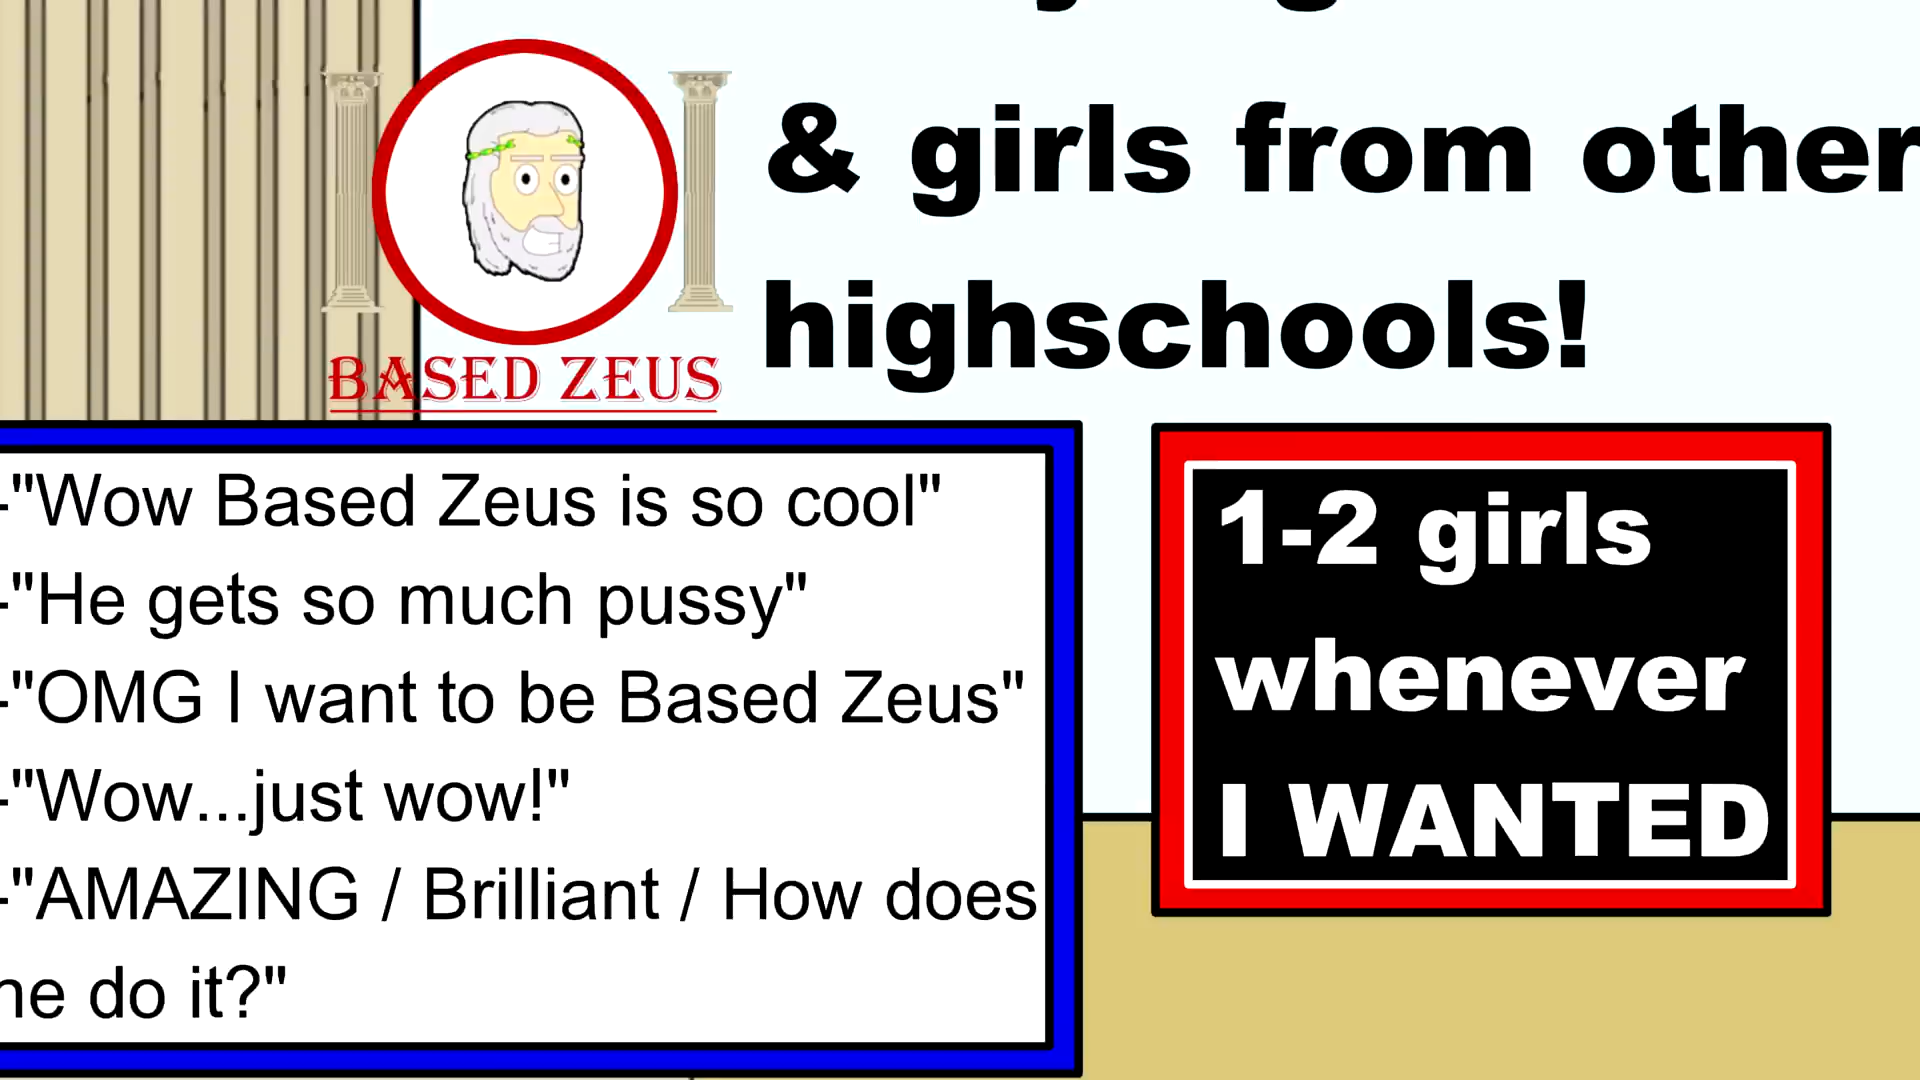 & girls from other
highschools!
BASED ZEUS
-"Wow Based Zeus is so cool"
-"He gets so much pussy"
-"OMG I want to be Based Zeus"
-"Wow...just wow!"
-"AMAZING / Brilliant / How does
he do it?"
1-2 girls
whenever
I WANTED